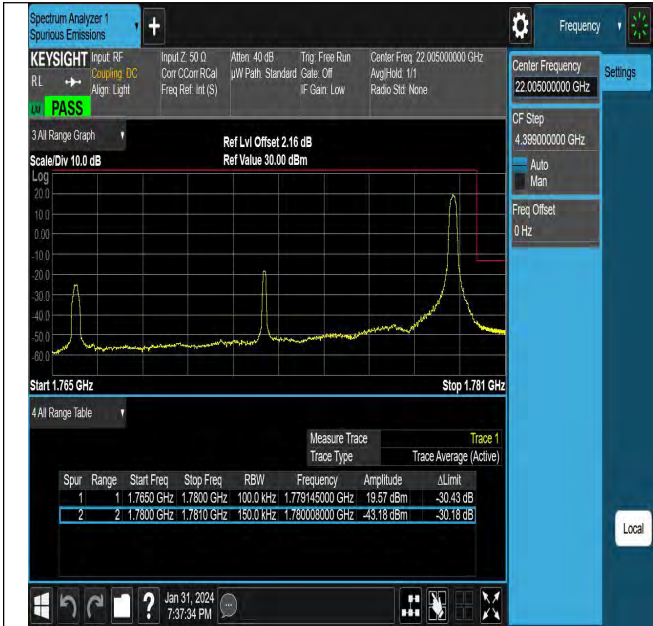 Spectrum Analyzer 1
Spurious Emissions
Frequency
KEYSIGHT Input: RF Input Z: 50 Ω Atten: 40 dB Trig: Free Run Center Freq: 22.005000000 GHz
RL Coupling: DC Corr CCorr RCal µW Path: Standard Gate: Off Avg|Hold: 1/1
Align: Light Freq Ref: Int (S) IF Gain: Low Radio Std: None
LXI PASS
3 All Range Graph
Ref Lvl Offset 2.16 dB
Scale/Div 10.0 dB Ref Value 30.00 dBm
Log
20.0
10.0
0.00
-10.0
-20.0
-30.0
-40.0
-50.0
-60.0
Start 1.765 GHz Stop 1.781 GHz
4 All Range Table
Measure Trace Trace 1
Trace Type Trace Average (Active)
Spur Range Start Freq Stop Freq RBW Frequency Amplitude ΔLimit
1 1 1.7650 GHz 1.7800 GHz 100.0 kHz 1.779145000 GHz 19.57 dBm -30.43 dB
2 2 1.7800 GHz 1.7810 GHz 150.0 kHz 1.780008000 GHz -43.18 dBm -30.18 dB
Jan 31, 2024
7:37:34 PM
Center Frequency
22.005000000 GHz
Settings
CF Step
4.399000000 GHz
Auto
Man
Freq Offset
0 Hz
Local